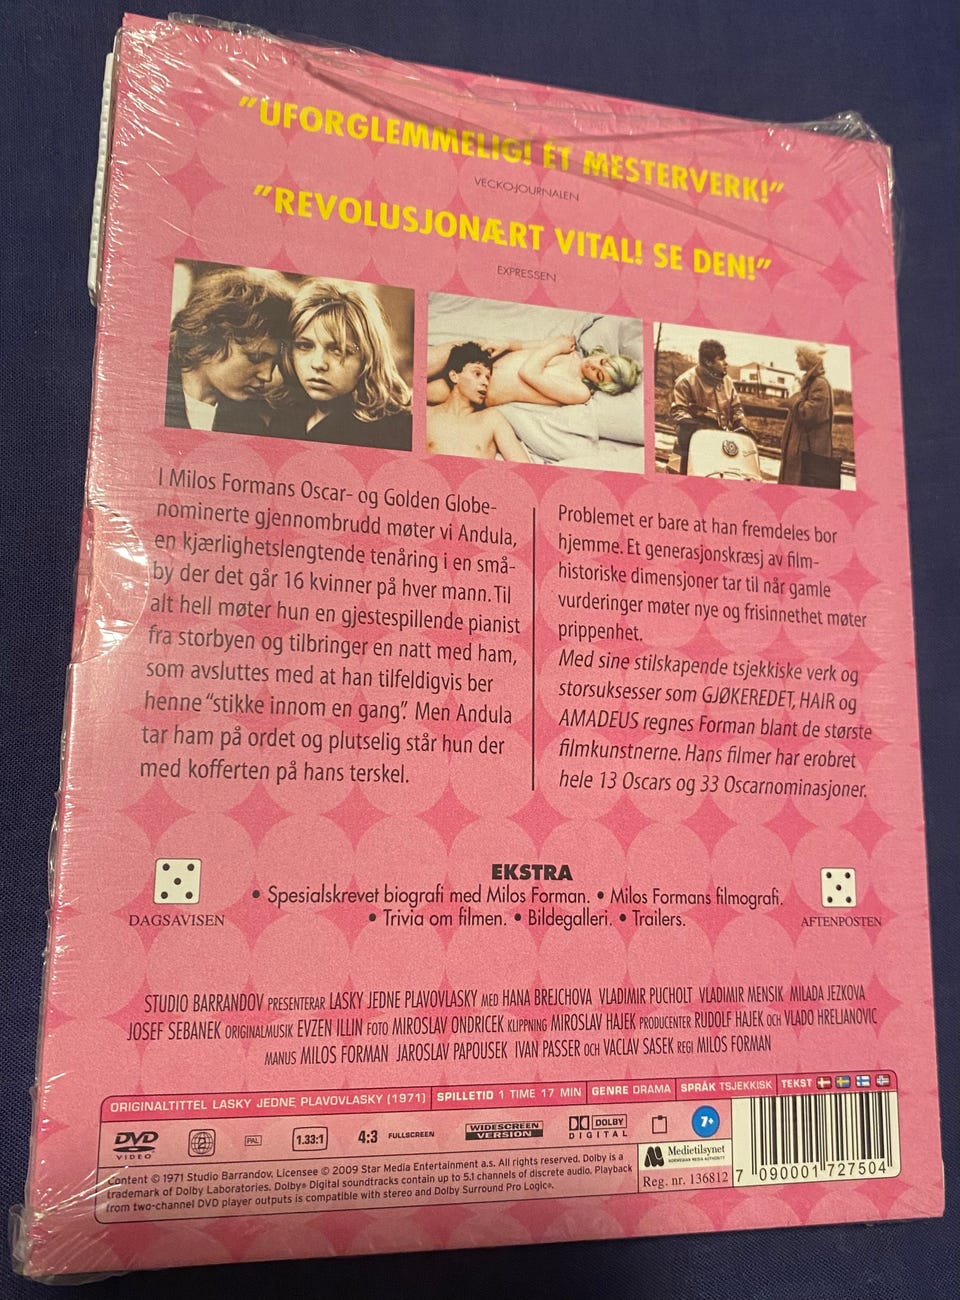 "UFORGLEMMELIG! ET MESTERVERK!"
VECKO-JOURNALEN
"REVOLUSJONÆRT VITAL! SE DEN!"
EXPRESSEN
I Milos Formans Oscar- og Golden Globe-
nominerte gjennombrudd møter vi Andula,
en kjærlighetslengtende tenåring i en små-
by der det går 16 kvinner på hver mann. Til
alt hell møter hun en gjestespillende pianist
fra storbyen og tilbringer en natt med ham,
som avsluttes med at han tilfeldigvis ber
henne "stikke innom en gang". Men Andula
tar ham på ordet og plutselig står hun der
med kofferten på hans terskel.
Problemet er bare at han fremdeles bor
hjemme. Et generasjonskræsj av film-
historiske dimensjoner tar til når gamle
vurderinger møter nye og frisinnethet møter
prippenhet.
Med sine stilskapende tsjekkiske verk og
storsuksesser som GJØKEREDET, HAIR og
AMADEUS regnes Forman blant de største
filmkunstnerne. Hans filmer har erobret
hele 13 Oscars og 33 Oscarnominasjoner.
DAGSAVISEN
EKSTRA
• Spesialskrevet biografi med Milos Forman. • Milos Formans filmografi.
• Trivia om filmen. • Bildegalleri. • Trailers.
AFTENPOSTEN
STUDIO BARRANDOV PRESENTERAR LASKY JEDNE PLAVOVLASKY MED HANA BREJCHOVA VLADIMIR PUCHOLT VLADIMIR MENSIK MILADA JEZKOVA
JOSEF SEBANEK ORIGINALMUSIK EVZEN ILLIN FOTO MIROSLAV ONDRICEK KLIPPNING MIROSLAV HAJEK PRODUCENTER RUDOLF HAJEK OCH VLADO HRELJANOVIC
MANUS MILOS FORMAN JAROSLAV PAPOUSEK IVAN PASSER OCH VACLAV SASEK REGI MILOS FORMAN
ORIGINALTITTEL LASKY JEDNE PLAVOVLASKY (1971) SPILLETID 1 TIME 17 MIN GENRE DRAMA SPRÅK TSJEKKISK TEKST
DVD VIDEO PAL 1.33:1 4:3 FULLSCREEN WIDESCREEN VERSION DOLBY DIGITAL 7+
Content © 1971 Studio Barrandov. Licensee © 2009 Star Media Entertainment a.s. All rights reserved. Dolby is a
trademark of Dolby Laboratories. Dolby® Digital soundtracks contain up to 5.1 channels of discrete audio. Playback
from two-channel DVD player outputs is compatible with stereo and Dolby Surround Pro Logic®.
Medietilsynet
NORWEGIAN MEDIA AUTHORITY
Reg. nr. 136812
7 090001 727504